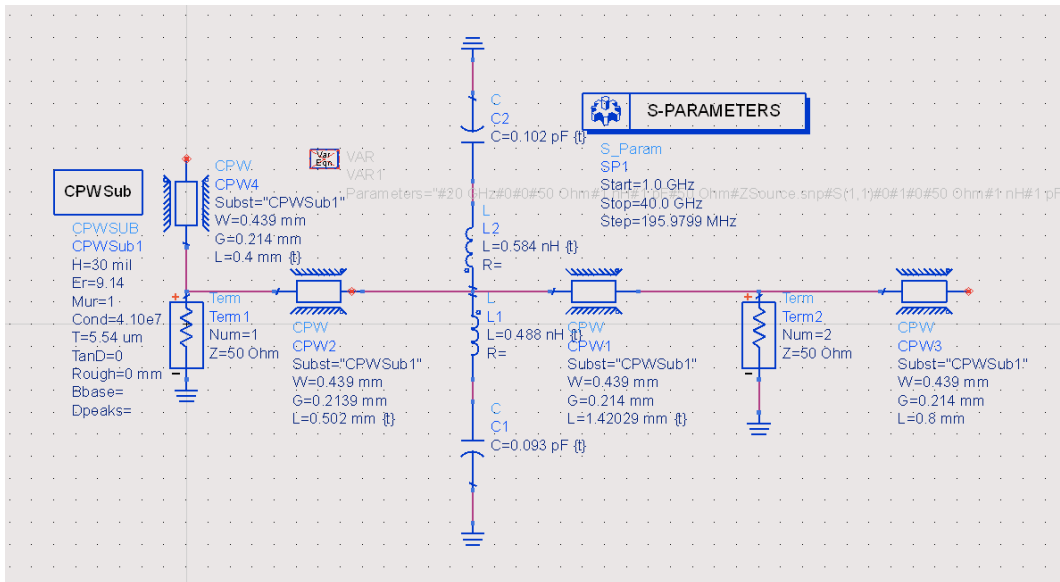 CPWSub
CPWSUB
CPWSub1
H=30 mil
Er=9.14
Mur=1
Cond=4.10e7
T=5.54 um
TanD=0
Rough=0 mm
Bbase=
Dpeaks=
CPW
CPW4
Subst="CPWSub1"
W=0.439 mm
G=0.214 mm
L=0.4 mm {t}
+
Term
Term1
Num=1
Z=50 Ohm
-
Var
Eqn
VAR
VAR1
CPW
CPW2
Subst="CPWSub1"
W=0.439 mm
G=0.2139 mm
L=0.502 mm {t}
C
C2
C=0.102 pF {t}
L
L2
L=0.584 nH {t}
R=
L
L1
L=0.488 nH {t}
R=
C
C1
C=0.093 pF {t}
S-PARAMETERS
S_Param
SP1
Start=1.0 GHz
Stop=40.0 GHz
Step=195.9799 MHz
CPW
CPW1
Subst="CPWSub1"
W=0.439 mm
G=0.214 mm
L=1.42029 mm {t}
+
Term
Term2
Num=2
Z=50 Ohm
-
CPW
CPW3
Subst="CPWSub1"
W=0.439 mm
G=0.214 mm
L=0.8 mm